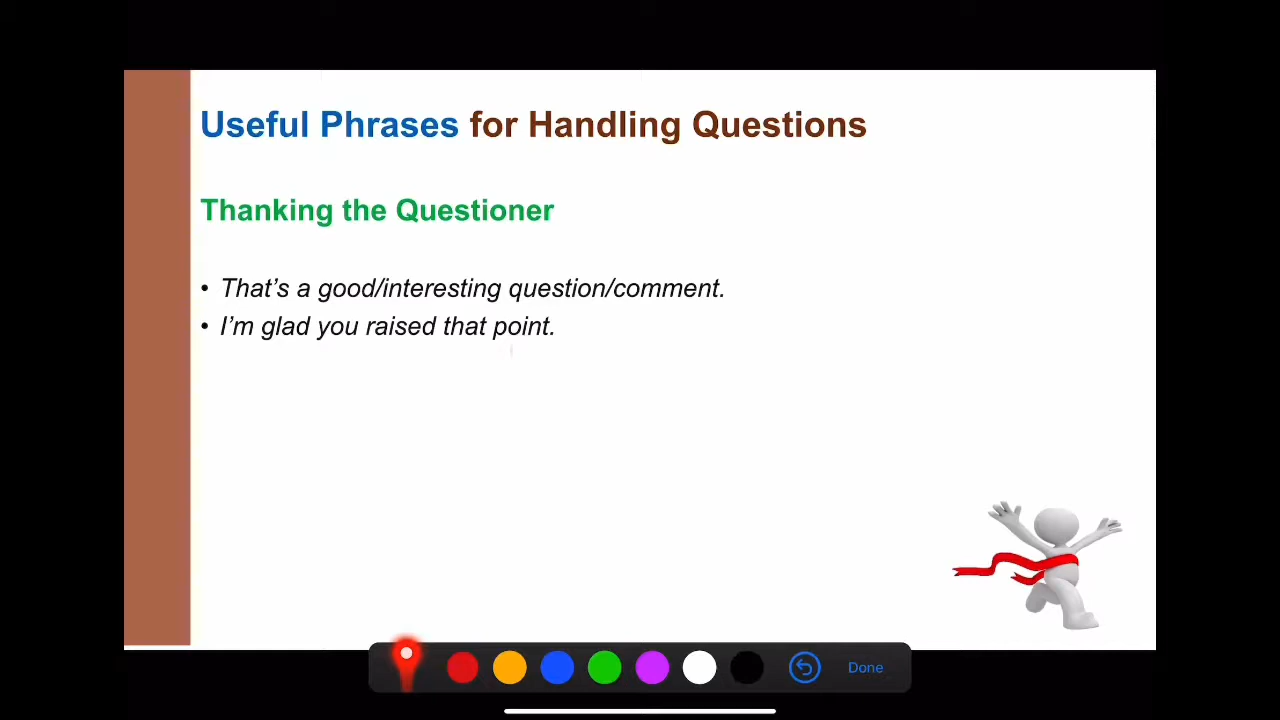 Useful Phrases for Handling Questions
Thanking the Questioner
• That’s a good/interesting question/comment.
• I’m glad you raised that point.
Done